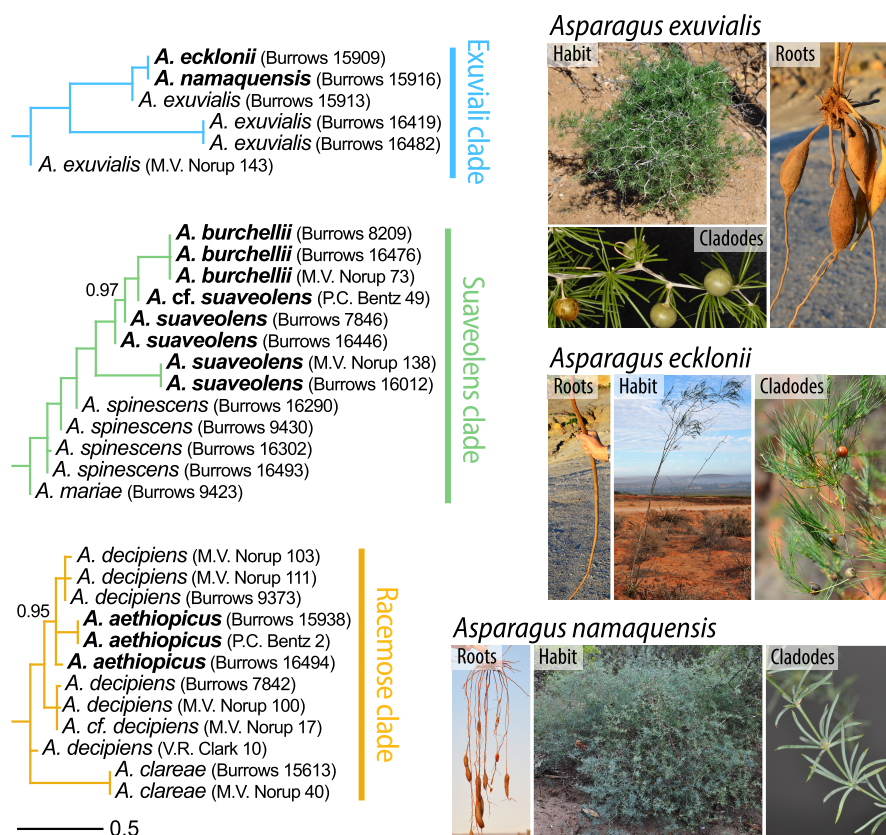 A. ecklonii (Burrows 15909)
A. namaquensis (Burrows 15916)
A. exuvialis (Burrows 15913)
A. exuvialis (Burrows 16419)
A. exuvialis (Burrows 16482)
A. exuvialis (M.V. Norup 143)
Exuviali clade
A. burchellii (Burrows 8209)
A. burchellii (Burrows 16476)
A. burchellii (M.V. Norup 73)
0.97
A. cf. suaveolens (P.C. Bentz 49)
A. suaveolens (Burrows 7846)
A. suaveolens (Burrows 16446)
A. suaveolens (M.V. Norup 138)
A. suaveolens (Burrows 16012)
A. spinescens (Burrows 16290)
A. spinescens (Burrows 9430)
A. spinescens (Burrows 16302)
A. spinescens (Burrows 16493)
A. mariae (Burrows 9423)
Suaveolens clade
A. decipiens (M.V. Norup 103)
A. decipiens (M.V. Norup 111)
A. decipiens (Burrows 9373)
0.95
A. aethiopicus (Burrows 15938)
A. aethiopicus (P.C. Bentz 2)
A. aethiopicus (Burrows 16494)
A. decipiens (Burrows 7842)
A. decipiens (M.V. Norup 100)
A. cf. decipiens (M.V. Norup 17)
A. decipiens (V.R. Clark 10)
A. clareae (Burrows 15613)
A. clareae (M.V. Norup 40)
Racemose clade
0.5
Asparagus exuvialis
Habit
Roots
Cladodes
Asparagus ecklonii
Roots
Habit
Cladodes
Asparagus namaquensis
Roots
Habit
Cladodes